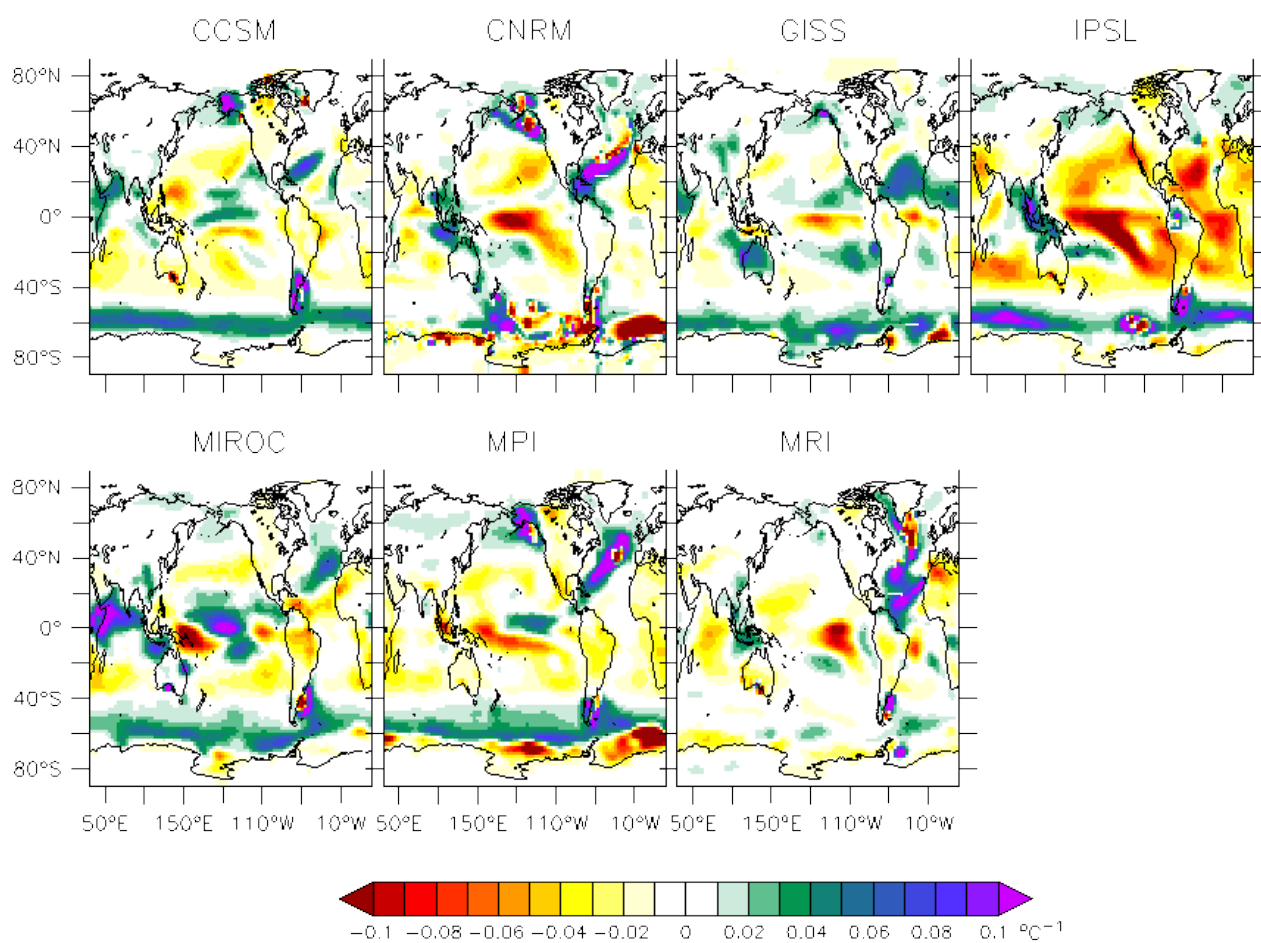 CCSM CNRM GISS IPSL
80°N
40°N
0°
40°S
80°S
MIROC MPI MRI
80°N
40°N
0°
40°S
80°S
50°E 150°E 110°W 10°W 50°E 150°E 110°W 10°W 50°E 150°E 110°W 10°W
-0.1 -0.08 -0.06 -0.04 -0.02 0 0.02 0.04 0.06 0.08 0.1 °C⁻¹